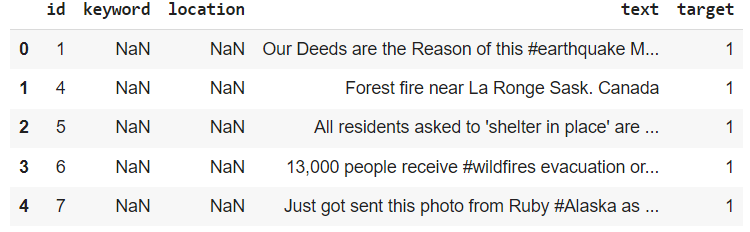 id keyword location text target
0 1 NaN NaN Our Deeds are the Reason of this #earthquake M... 1
1 4 NaN NaN Forest fire near La Ronge Sask. Canada 1
2 5 NaN NaN All residents asked to 'shelter in place' are ... 1
3 6 NaN NaN 13,000 people receive #wildfires evacuation or... 1
4 7 NaN NaN Just got sent this photo from Ruby #Alaska as ... 1